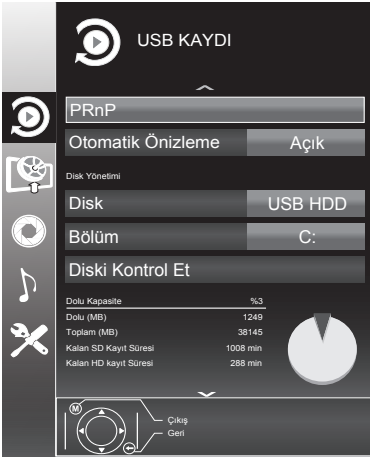 USB KAYDI
PRnP
Otomatik Önizleme Açık
Disk Yönetimi
Disk USB HDD
Bölüm C:
Diski Kontrol Et
Dolu Kapasite %3
Dolu (MB) 1249
Toplam (MB) 38145
Kalan SD Kayıt Süresi 1008 min
Kalan HD kayıt Süresi 288 min
M
Çıkış
Geri